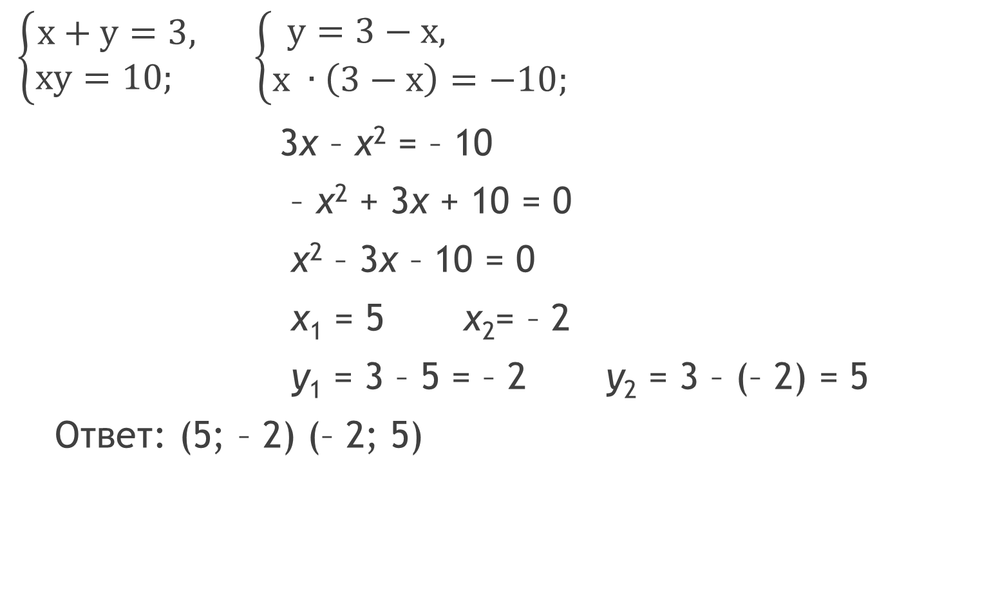 {x + y = 3, {y = 3 − x,
{xy = 10; {x · (3 − x) = −10;
3x – x² = – 10
– x² + 3x + 10 = 0
x² – 3x – 10 = 0
x₁ = 5 x₂= – 2
y₁ = 3 – 5 = – 2 y₂ = 3 – (– 2) = 5
Ответ: (5; – 2) (– 2; 5)